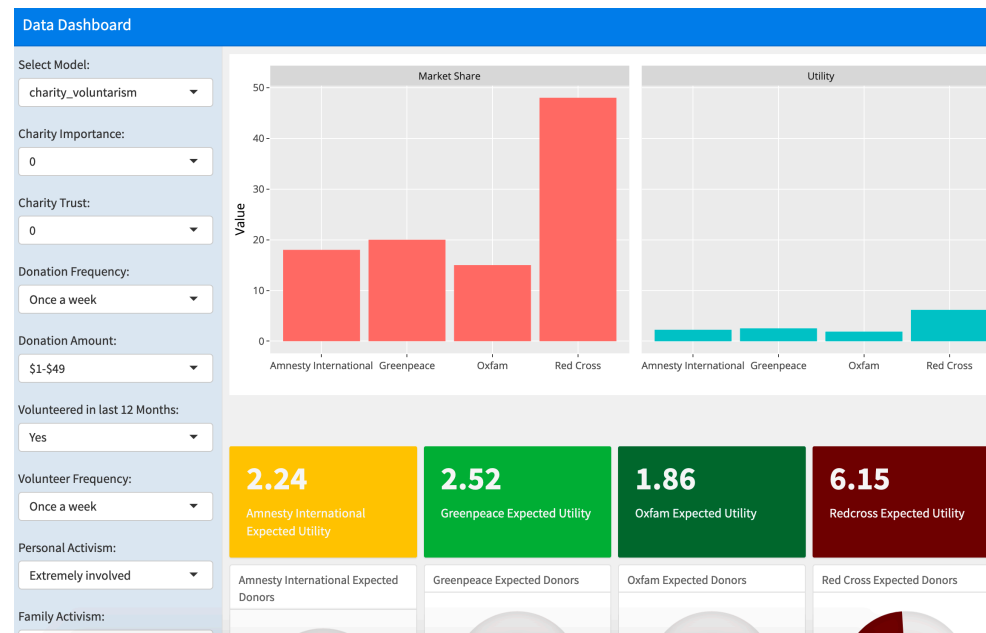 Data Dashboard
Select Model:
charity_voluntarism
Charity Importance:
0
Charity Trust:
0
Donation Frequency:
Once a week
Donation Amount:
$1-$49
Volunteered in last 12 Months:
Yes
Volunteer Frequency:
Once a week
Personal Activism:
Extremely involved
Family Activism:
Market Share
Utility
Value
50
40
30
20
10
0
Amnesty International Greenpeace Oxfam Red Cross
Amnesty International Greenpeace Oxfam Red Cross
2.24
Amnesty International
Expected Utility
2.52
Greenpeace Expected Utility
1.86
Oxfam Expected Utility
6.15
Redcross Expected Utility
Amnesty International Expected
Donors
Greenpeace Expected Donors
Oxfam Expected Donors
Red Cross Expected Donors